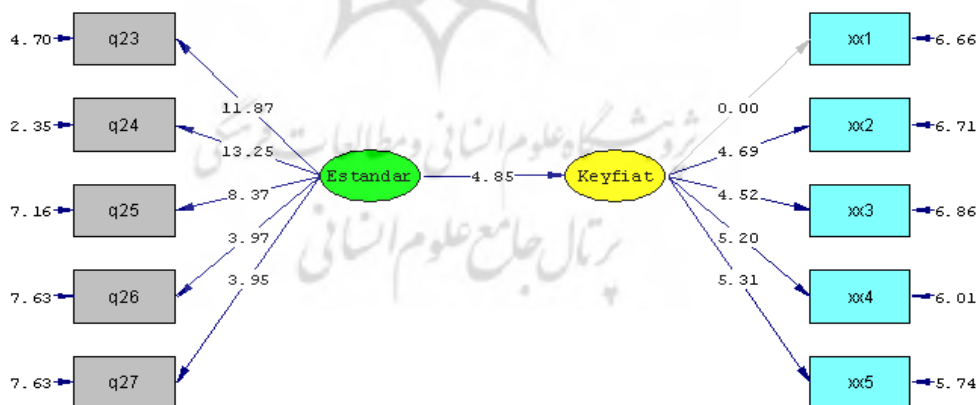 4.70 q23 xx1 6.66
11.87 0.00
2.35 q24 xx2 6.71
پژوهشگاه علوم انسانی و مطالعات فرهنگی
13.25 4.69
Estandar 4.85 Keyfiat
7.16 q25 8.37 4.52 xx3 6.86
پرتال جامع علوم انسانی
3.97 5.20
3.95 5.31
7.63 q26 xx4 6.01
7.63 q27 xx5 5.74